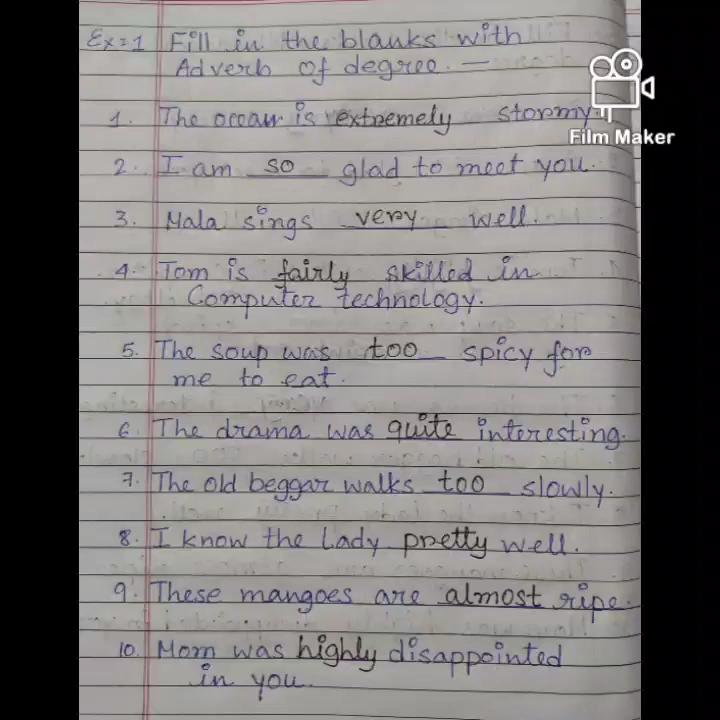 Ex=1 Fill in the blanks with
Adverb of degree. —
1. The occan is extremely stormy.
2. I am so glad to meet you.
3. Mala sings very well.
4. Tom is fairly skilled in
Computer technology.
5. The soup was too spicy for
me to eat.
6. The drama was quite interesting.
7. The old beggar walks too slowly.
8. I know the lady pretty well.
9. These mangoes are almost ripe.
10. Mom was highly disappointed
in you.
Film Maker